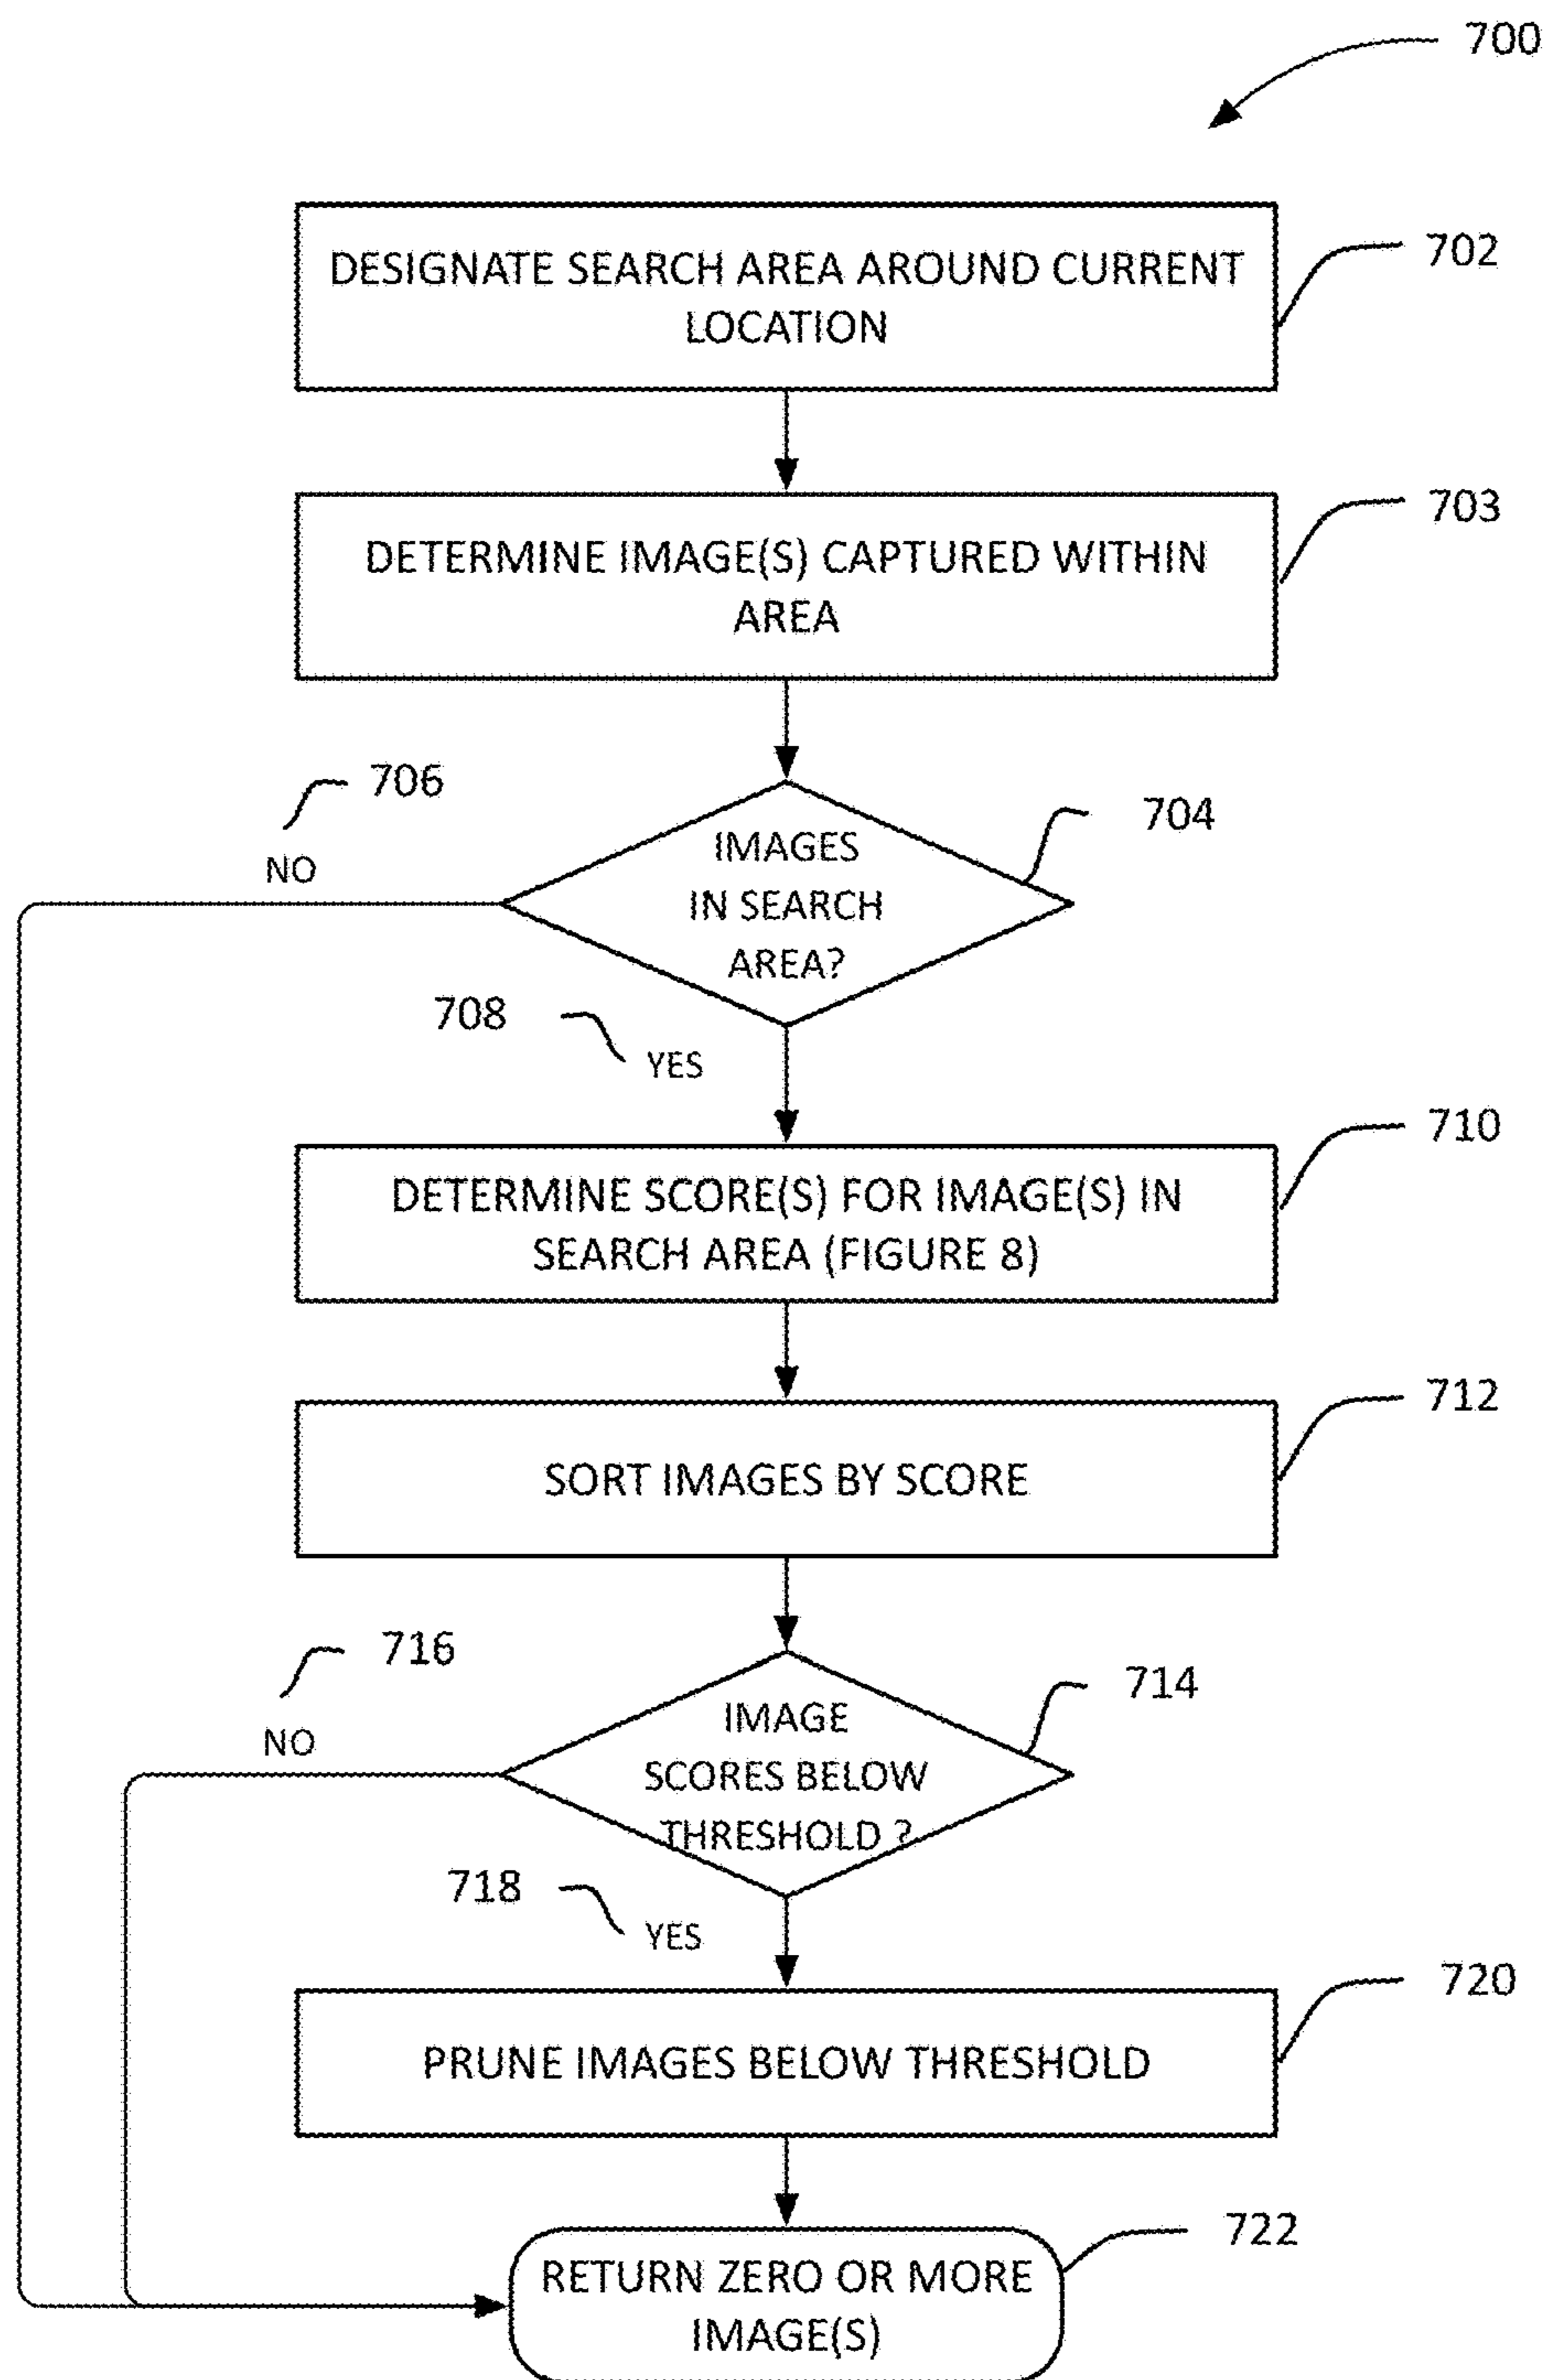 700
DESIGNATE SEARCH AREA AROUND CURRENT
LOCATION
702
DETERMINE IMAGE(S) CAPTURED WITHIN
AREA
703
706
NO
IMAGES
IN SEARCH
AREA?
704
708
YES
DETERMINE SCORE(S) FOR IMAGE(S) IN
SEARCH AREA (FIGURE 8)
710
SORT IMAGES BY SCORE
712
716
NO
IMAGE
SCORES BELOW
THRESHOLD ?
714
718
YES
PRUNE IMAGES BELOW THRESHOLD
720
RETURN ZERO OR MORE
IMAGE(S)
722